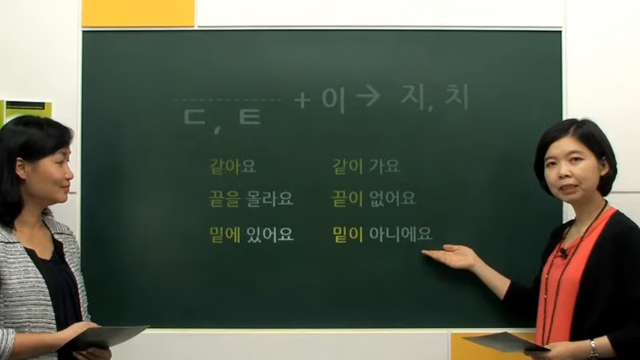 ㄷ, ㅌ + 이 → 지, 치
같아요 같이 가요
끝을 몰라요 끝이 없어요
밑에 있어요 밑이 아니에요